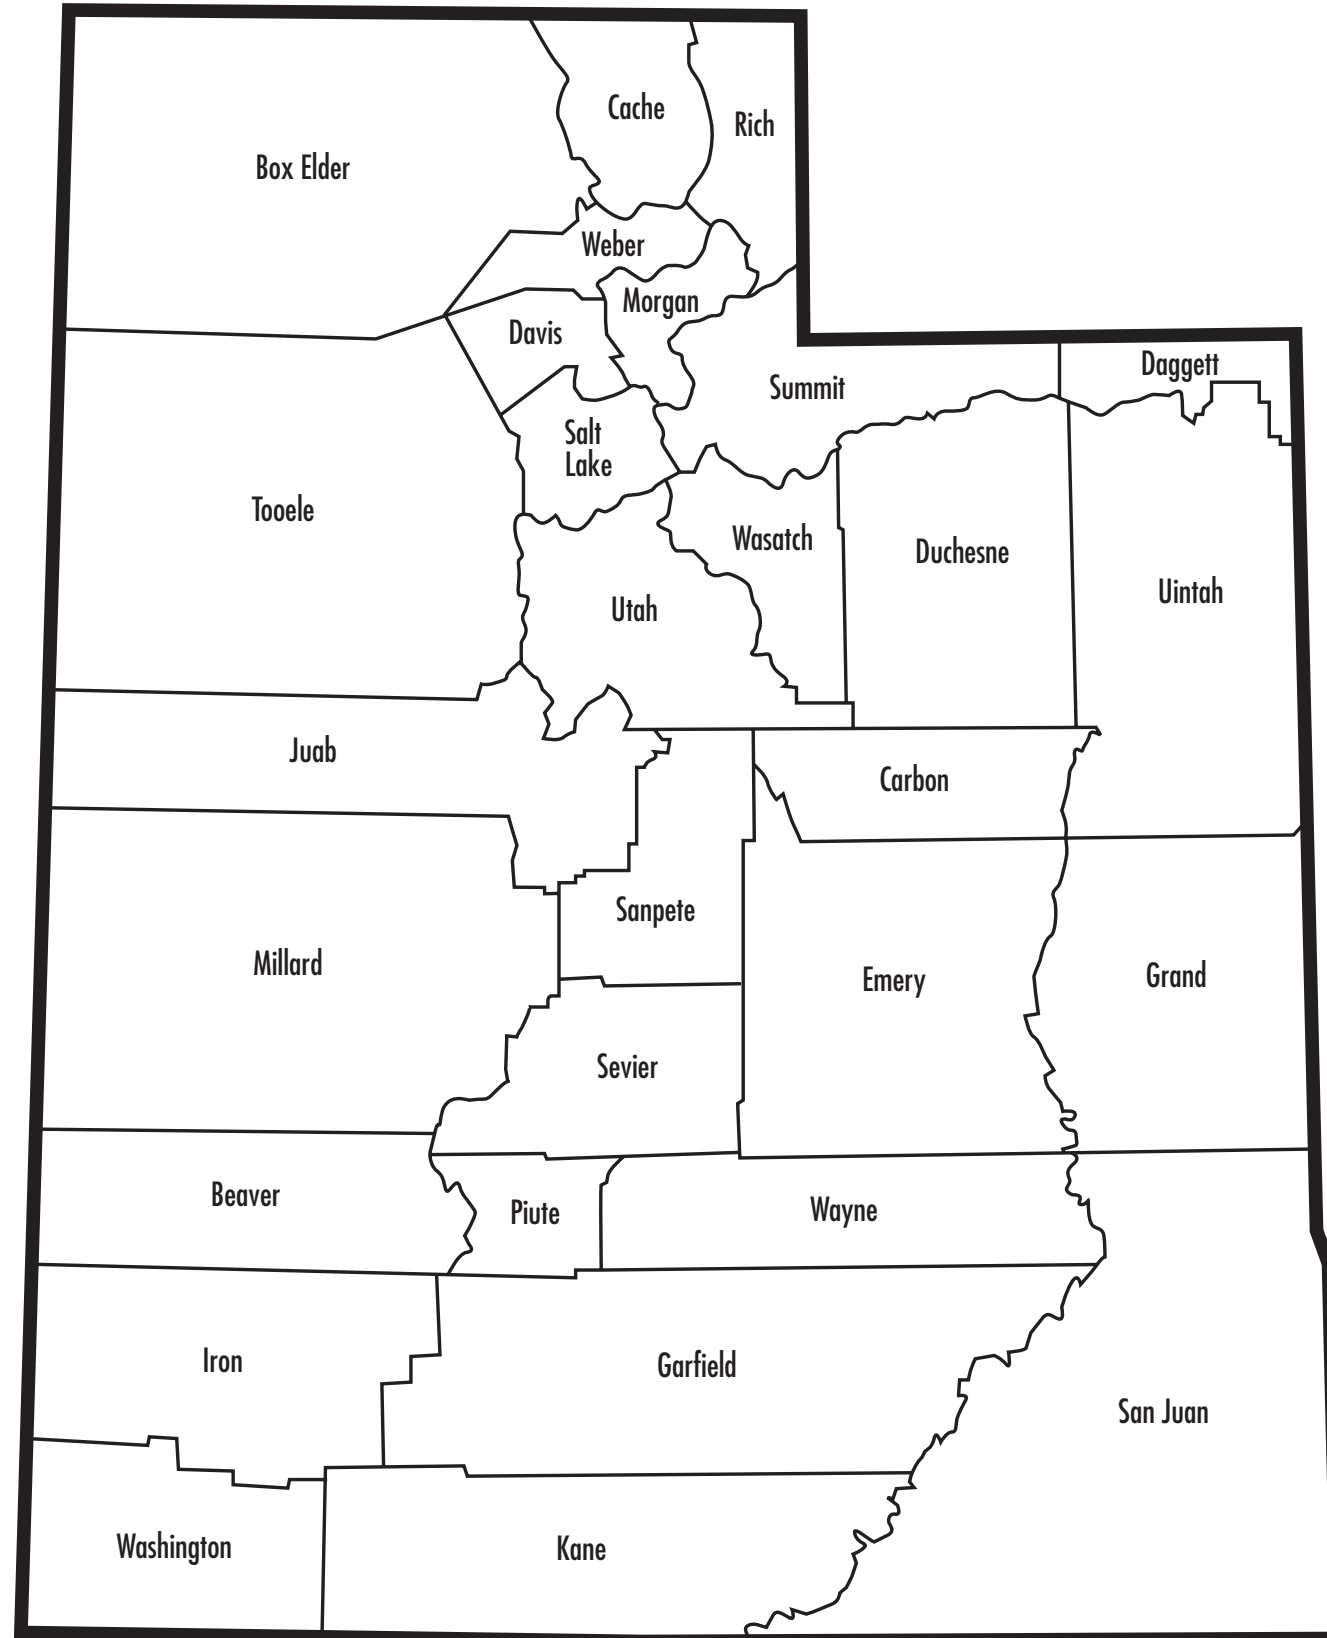 Cache
Rich
Box Elder
Weber
Morgan
Davis
Daggett
Summit
Salt
Lake
Tooele
Wasatch
Duchesne
Uintah
Utah
Juab
Carbon
Sanpete
Millard
Emery
Grand
Sevier
Beaver
Piute
Wayne
Iron
Garfield
San Juan
Washington
Kane